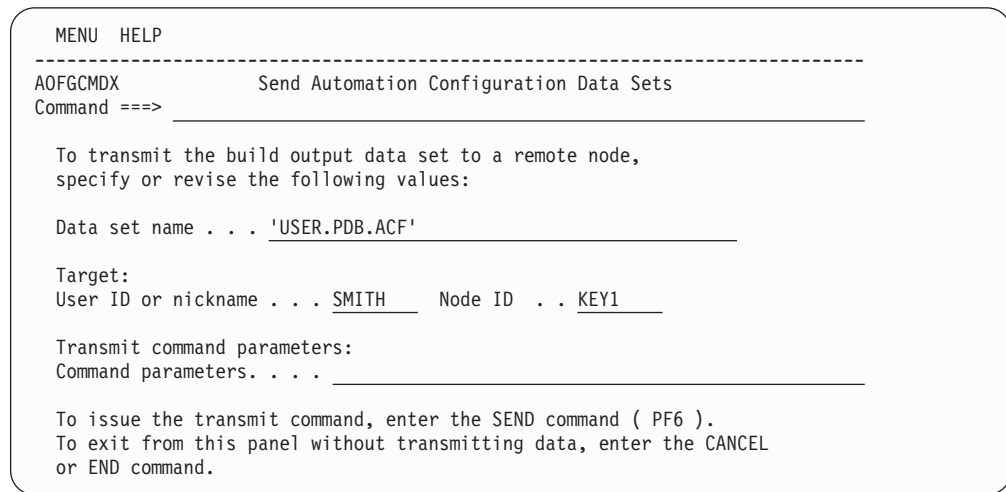 MENU HELP
-------------------------------------------------------------------------------
AOFGCMDX Send Automation Configuration Data Sets
Command ===>
To transmit the build output data set to a remote node,
specify or revise the following values:
Data set name . . . 'USER.PDB.ACF'
Target:
User ID or nickname . . . SMITH Node ID . . KEY1
Transmit command parameters:
Command parameters. . . .
To issue the transmit command, enter the SEND command ( PF6 ).
To exit from this panel without transmitting data, enter the CANCEL
or END command.